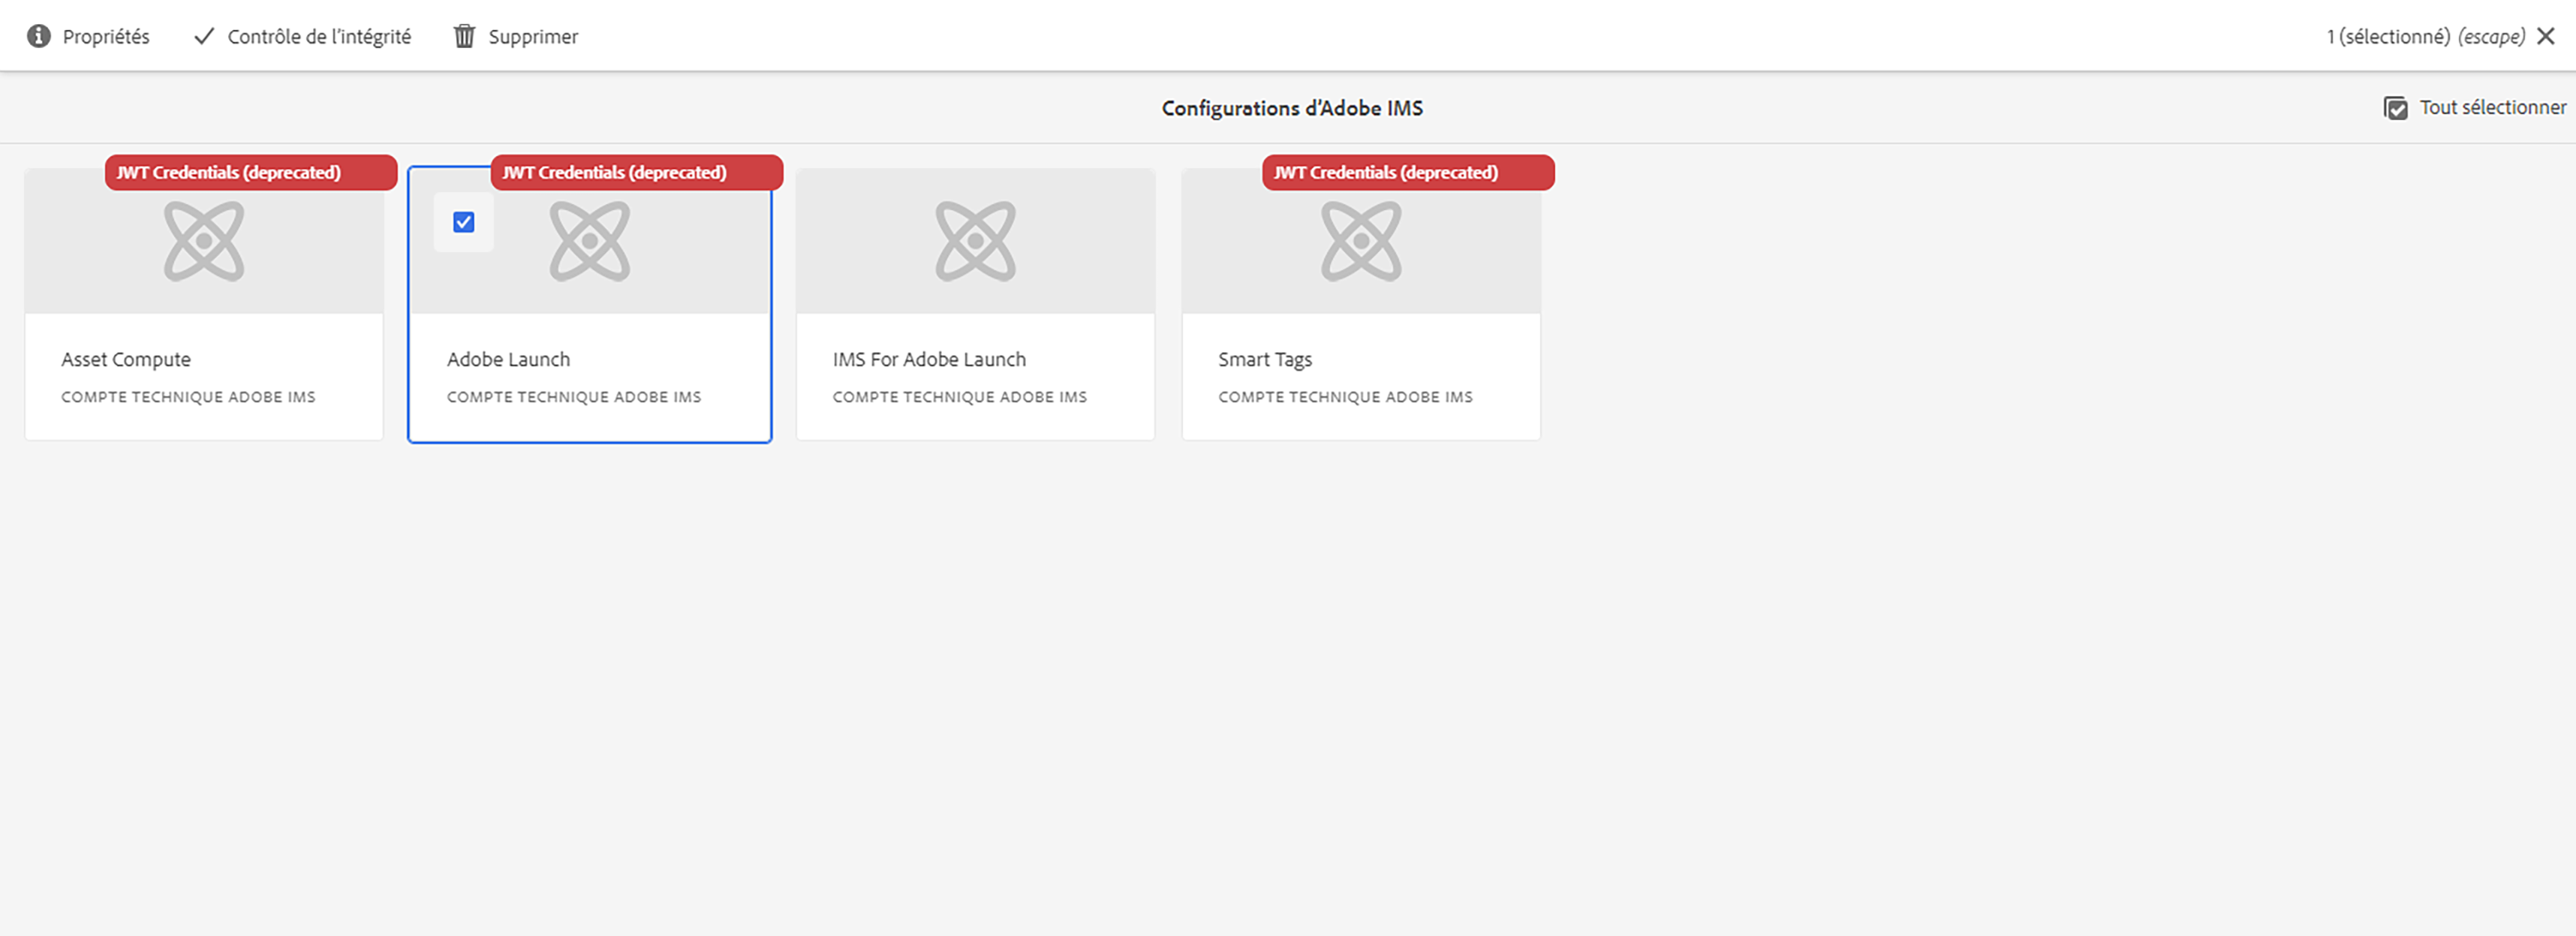 Propriétés
Contrôle de l’intégrité
Supprimer
1 (sélectionné) (escape)
Configurations d’Adobe IMS
Tout sélectionner
JWT Credentials (deprecated)
Asset Compute
COMPTE TECHNIQUE ADOBE IMS
JWT Credentials (deprecated)
Adobe Launch
COMPTE TECHNIQUE ADOBE IMS
IMS For Adobe Launch
COMPTE TECHNIQUE ADOBE IMS
JWT Credentials (deprecated)
Smart Tags
COMPTE TECHNIQUE ADOBE IMS